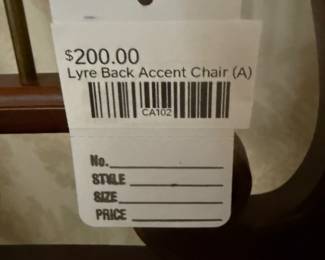 $200.00
Lyre Back Accent Chair (A)
CA102
No.
STYLE
SIZE
PRICE